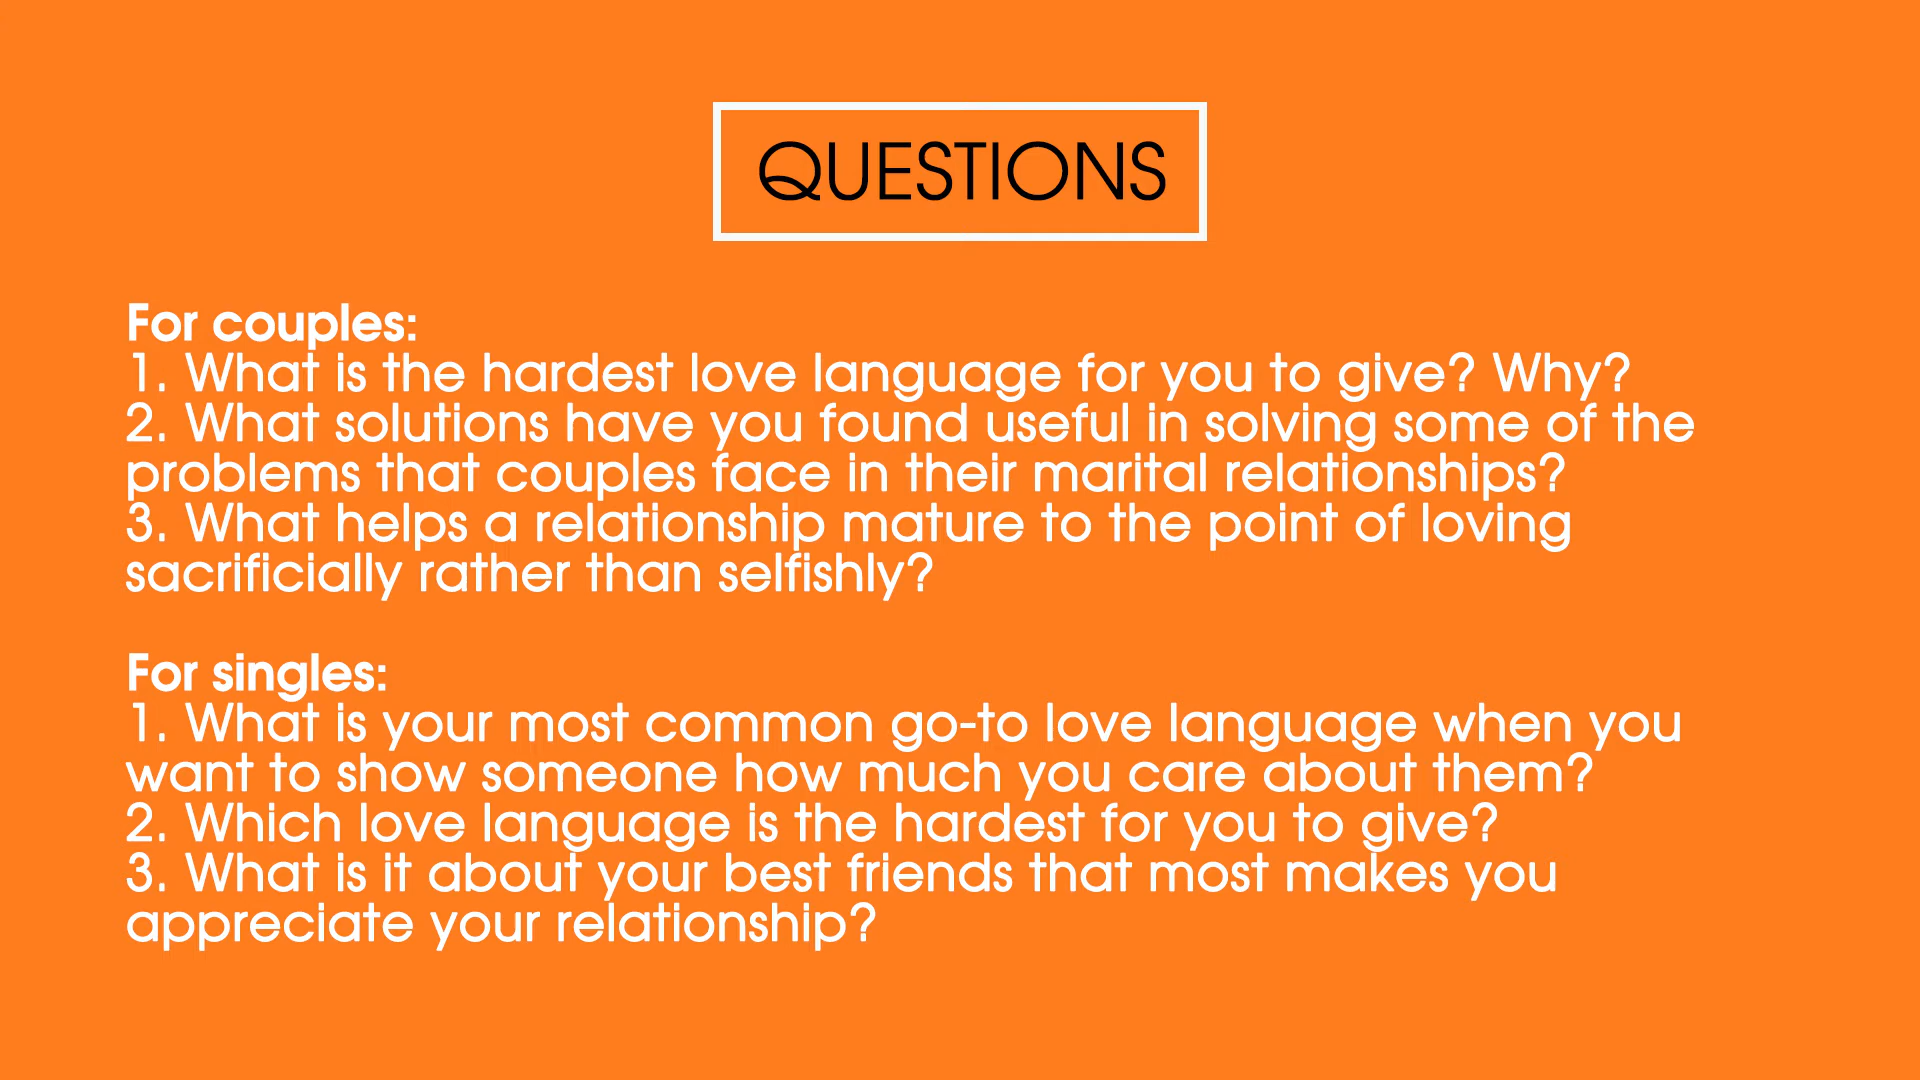 QUESTIONS
For couples:
1. What is the hardest love language for you to give? Why?
2. What solutions have you found useful in solving some of the
problems that couples face in their marital relationships?
3. What helps a relationship mature to the point of loving
sacrificially rather than selfishly?
For singles:
1. What is your most common go-to love language when you
want to show someone how much you care about them?
2. Which love language is the hardest for you to give?
3. What is it about your best friends that most makes you
appreciate your relationship?